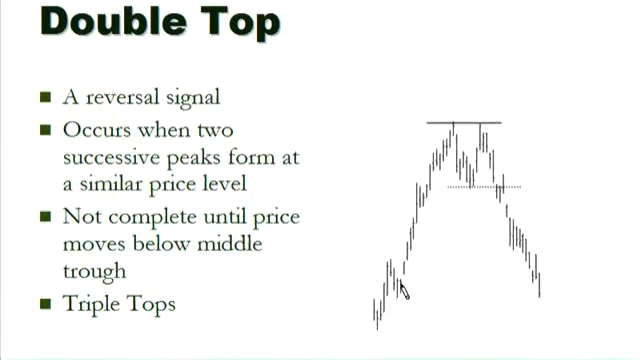 Double Top
A reversal signal
Occurs when two
successive peaks form at
a similar price level
Not complete until price
moves below middle
trough
Triple Tops